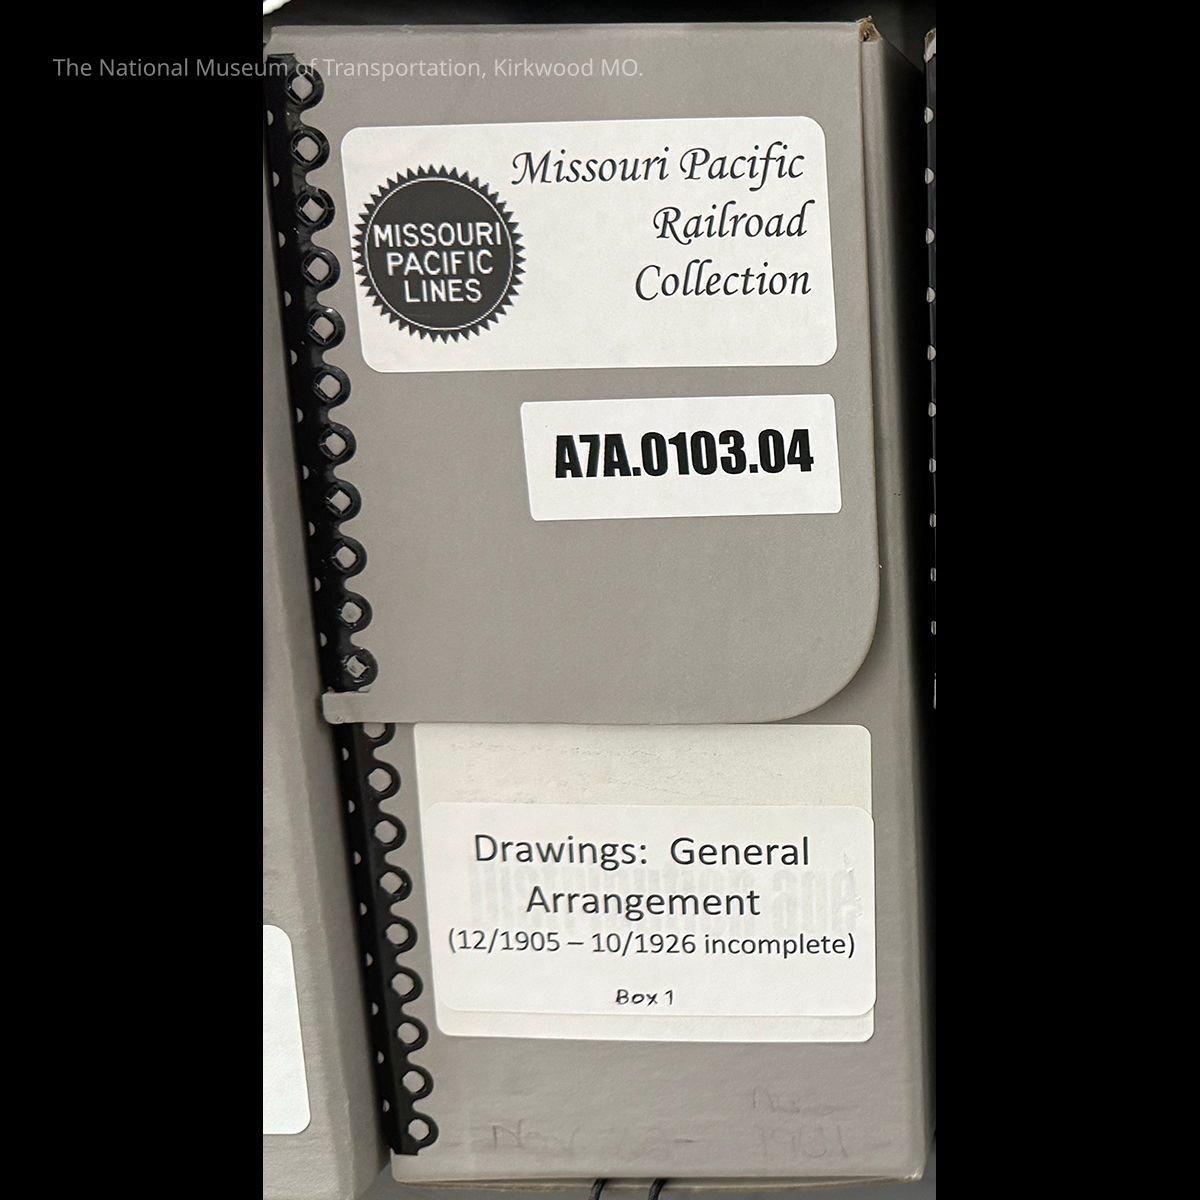 The National Museum of Transportation, Kirkwood MO.
Missouri Pacific
Railroad
Collection
MISSOURI
PACIFIC
LINES
A7A.0103.04
Drawings: General
Arrangement
(12/1905 – 10/1926 incomplete)
Box 1